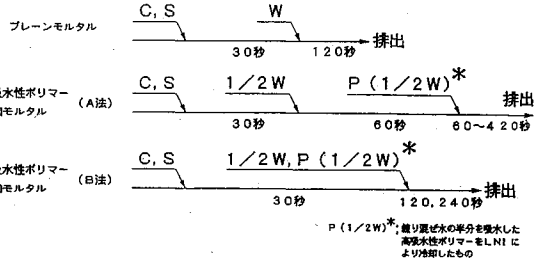 C, S
W
プレーンモルタル
30秒
120秒
排出
C, S
1/2W
P (1/2W)*
排出
水性ポリマー
モルタル
(A法)
30秒
60秒
60～420秒
C, S
1/2W, P (1/2W)*
水性ポリマー
モルタル
(B法)
排出
30秒
120,240秒
P (1/2W)*; 練り混ぜ水の半分を吸水した
高吸水性ポリマーをLN2に
より冷却したもの